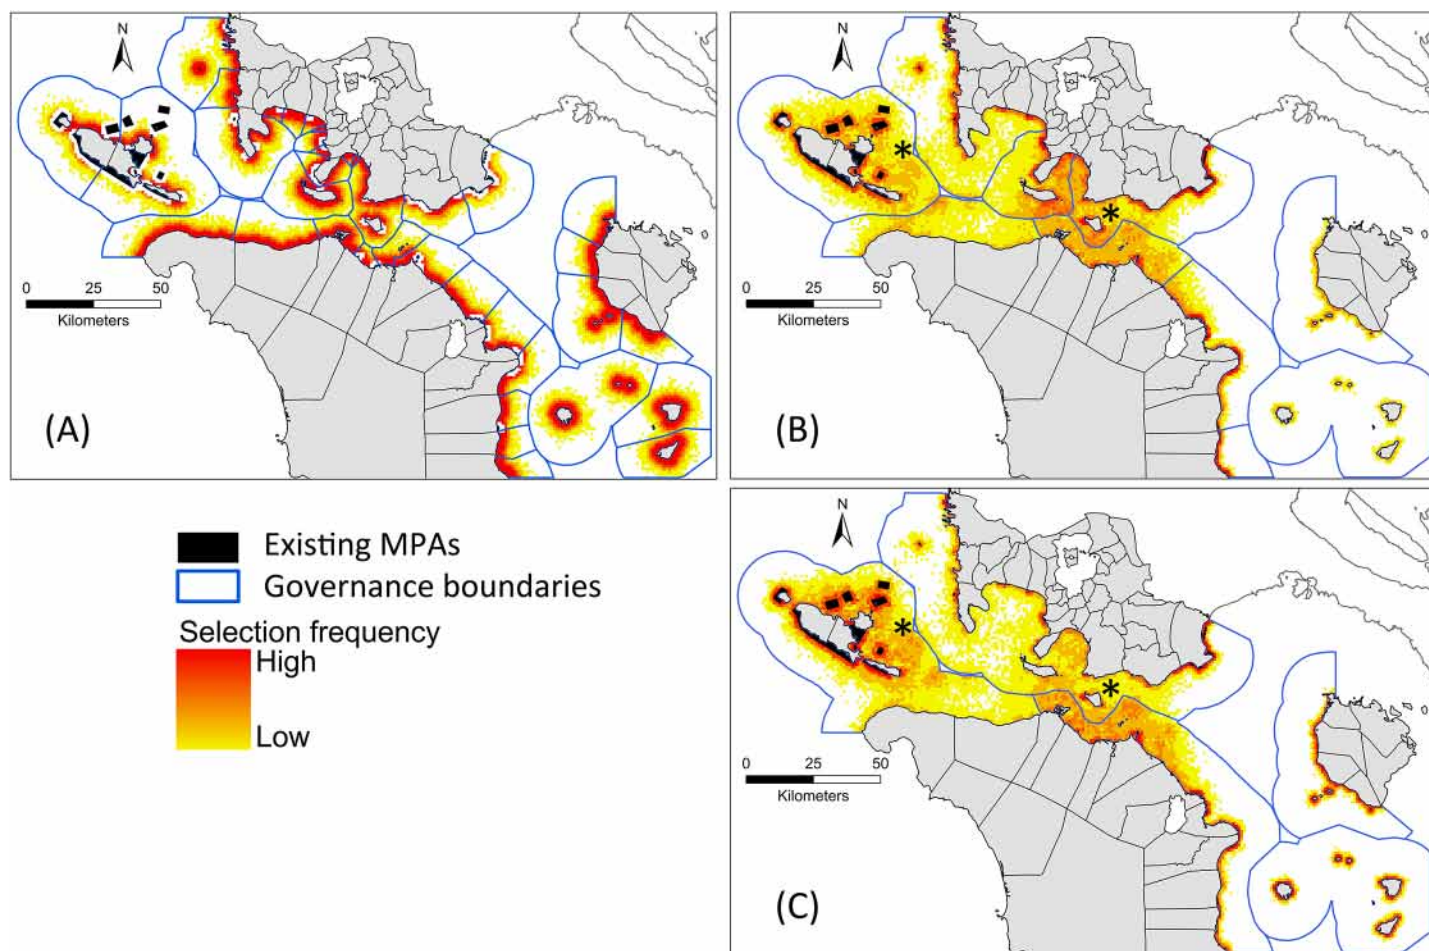 N
0 25 50
Kilometers
(A)
N
*
*
0 25 50
Kilometers
(B)
Existing MPAs
Governance boundaries
Selection frequency
High
Low
N
*
*
0 25 50
Kilometers
(C)